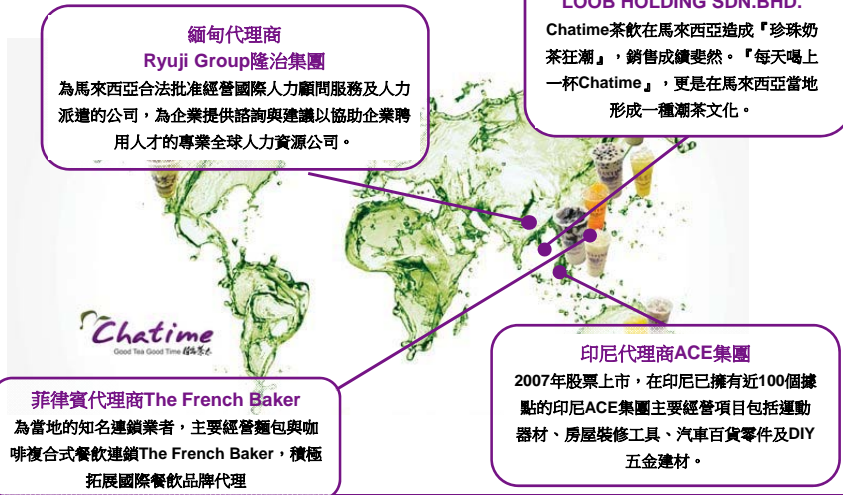 緬甸代理商
Ryuji Group隆治集團
為馬來西亞合法批准經營國際人力顧問服務及人力
派遣的公司，為企業提供諮詢與建議以協助企業聘
用人才的專業全球人力資源公司。
LOOB HOLDING SDN.BHD.
Chatime茶飲在馬來西亞造成『珍珠奶
茶狂潮』，銷售成績斐然。『每天喝上
一杯Chatime』，更是在馬來西亞當地
形成一種潮茶文化。
Chatime
Good Tea Good Time 日出茶太
印尼代理商ACE集團
2007年股票上市，在印尼已擁有近100個據
點的印尼ACE集團主要經營項目包括運動
器材、房屋裝修工具、汽車百貨零件及DIY
五金建材。
菲律賓代理商The French Baker
為當地的知名連鎖業者，主要經營麵包與咖
啡複合式餐飲連鎖The French Baker，積極
拓展國際餐飲品牌代理